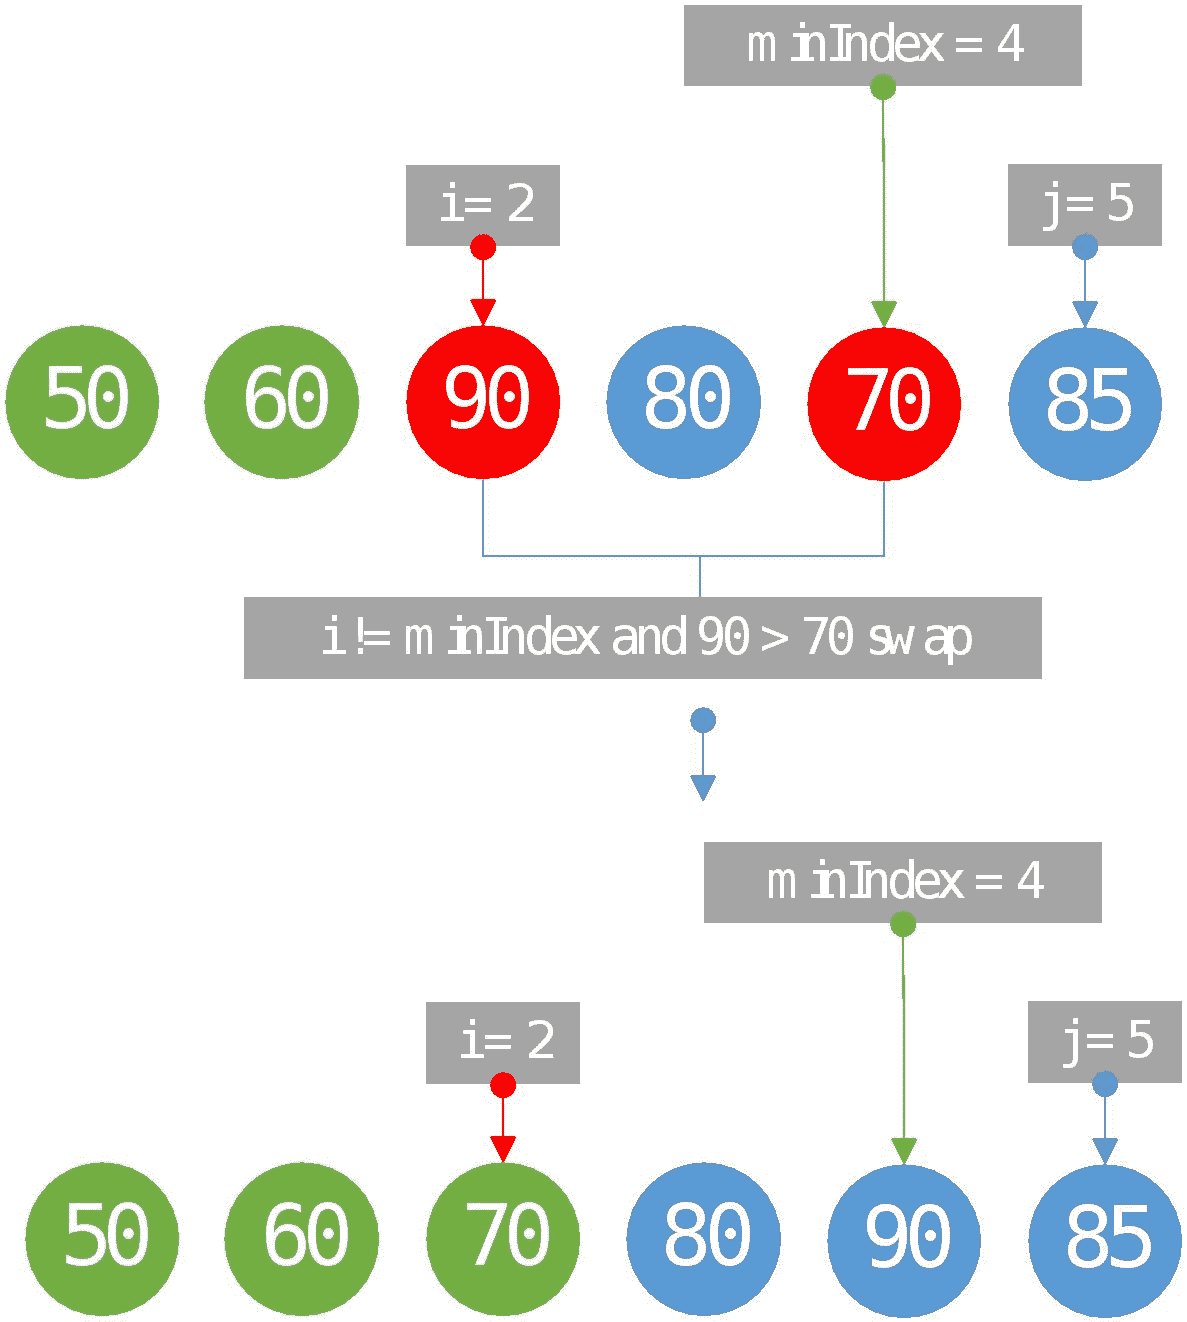 minIndex = 4
i= 2
j= 5
50 60 90 80 70 85
i != minIndex and 90 > 70 swap
minIndex = 4
i= 2
j= 5
50 60 70 80 90 85